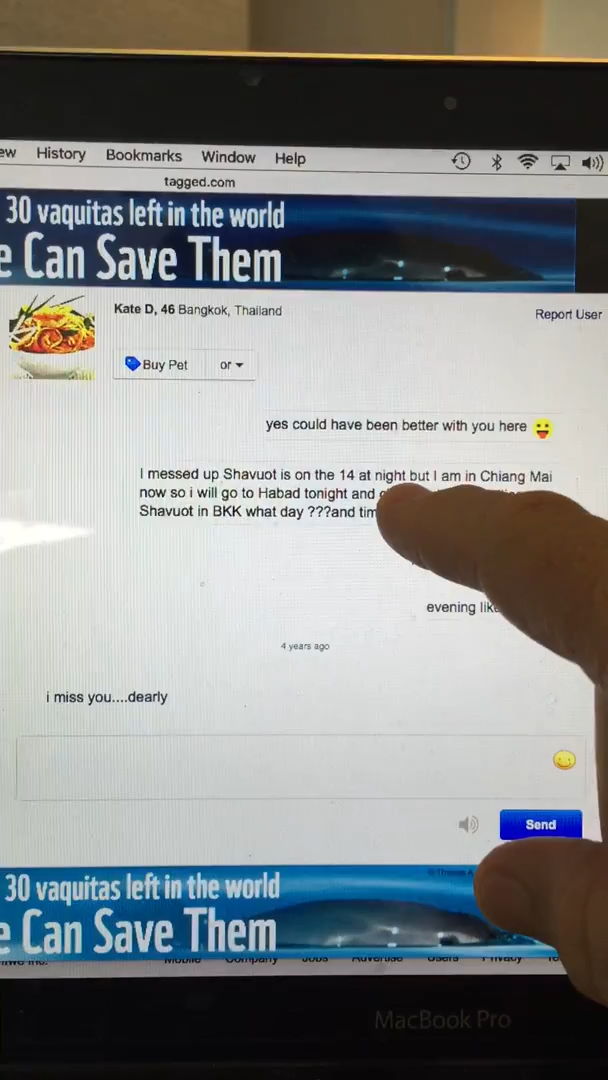 ew History Bookmarks Window Help
tagged.com
30 vaquitas left in the world
e Can Save Them
Kate D, 46 Bangkok, Thailand
Report User
Buy Pet or
yes could have been better with you here
I messed up Shavuot is on the 14 at night but I am in Chiang Mai
now so i will go to Habad tonight and
Shavuot in BKK what day ???and tim
evening like
4 years ago
i miss you....dearly
Send
30 vaquitas left in the world
e Can Save Them
Mobile Company Jobs Advertise Users Privacy
MacBook Pro